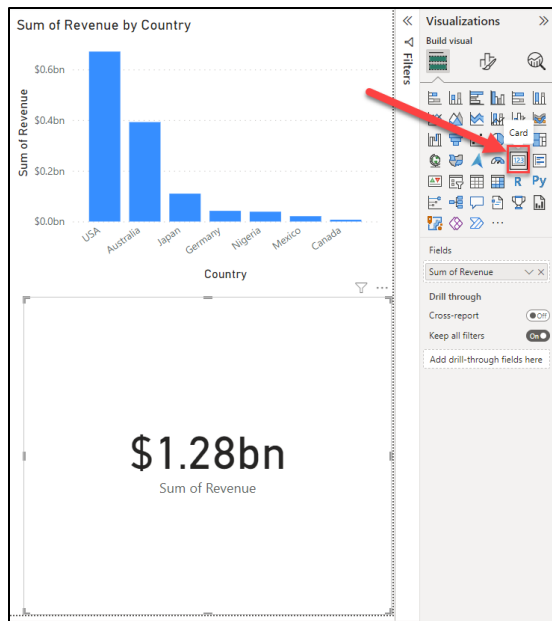 Sum of Revenue by Country
$0.6bn
$0.4bn
$0.2bn
$0.0bn
Sum of Revenue
USA
Australia
Japan
Germany
Nigeria
Mexico
Canada
Country
$1.28bn
Sum of Revenue
Filters
Visualizations
Build visual
Card
123
R
Py
Fields
Sum of Revenue
Drill through
Cross-report
Off
Keep all filters
On
Add drill-through fields here